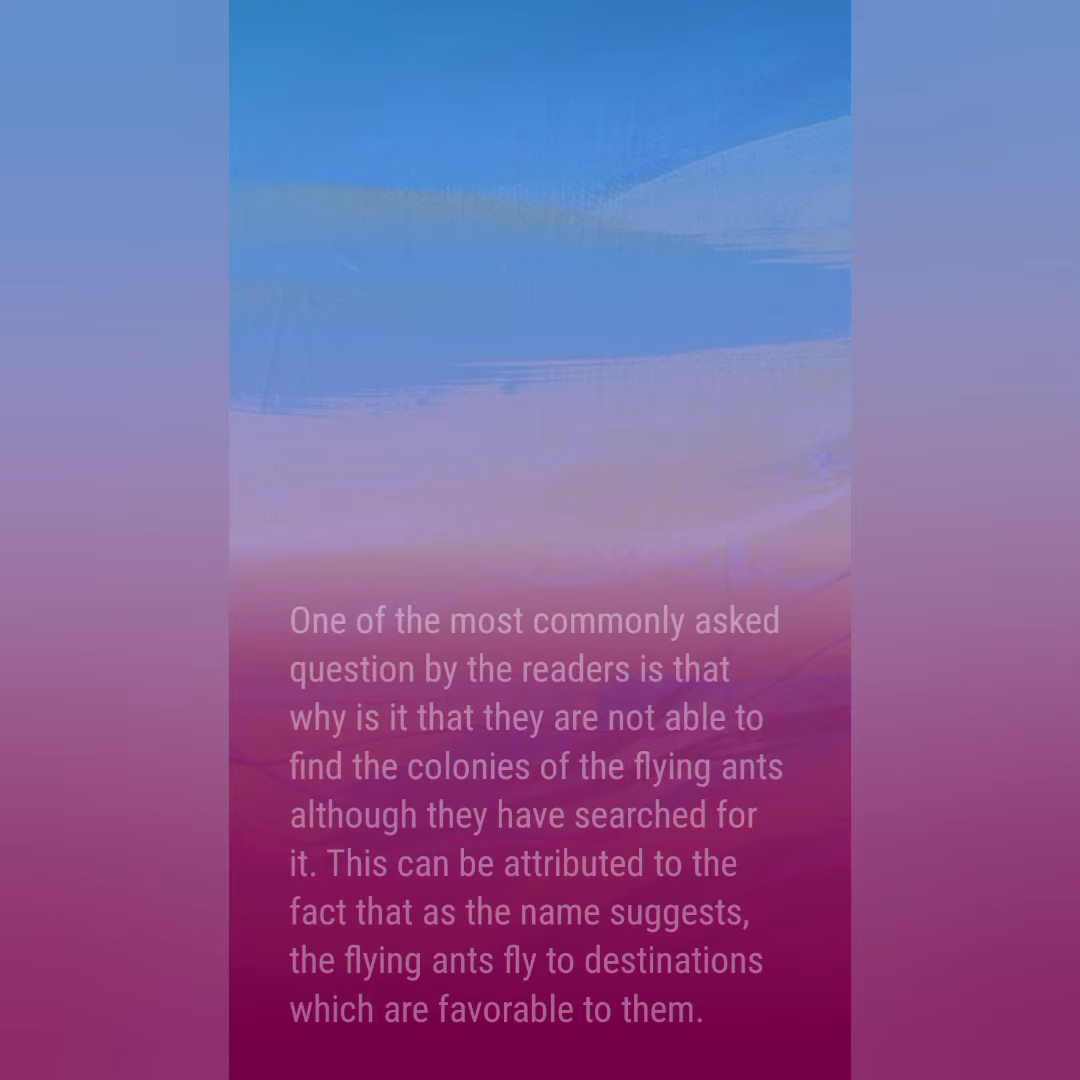 One of the most commonly asked
question by the readers is that
why is it that they are not able to
find the colonies of the flying ants
although they have searched for
it. This can be attributed to the
fact that as the name suggests,
the flying ants fly to destinations
which are favorable to them.